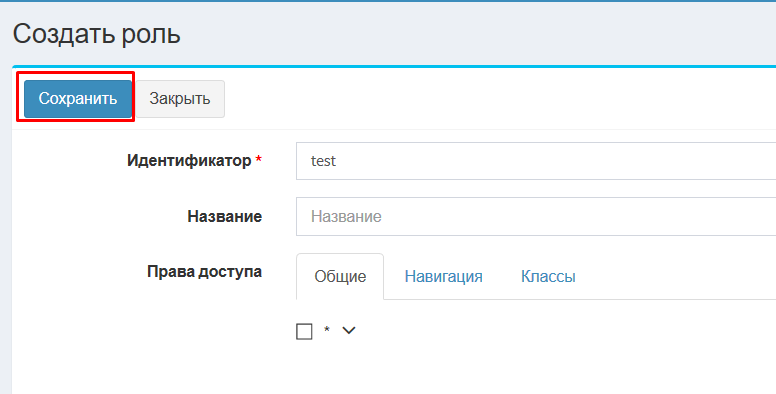 Создать роль
Сохранить Закрыть
Идентификатор * test
Название Название
Права доступа Общие Навигация Классы
*